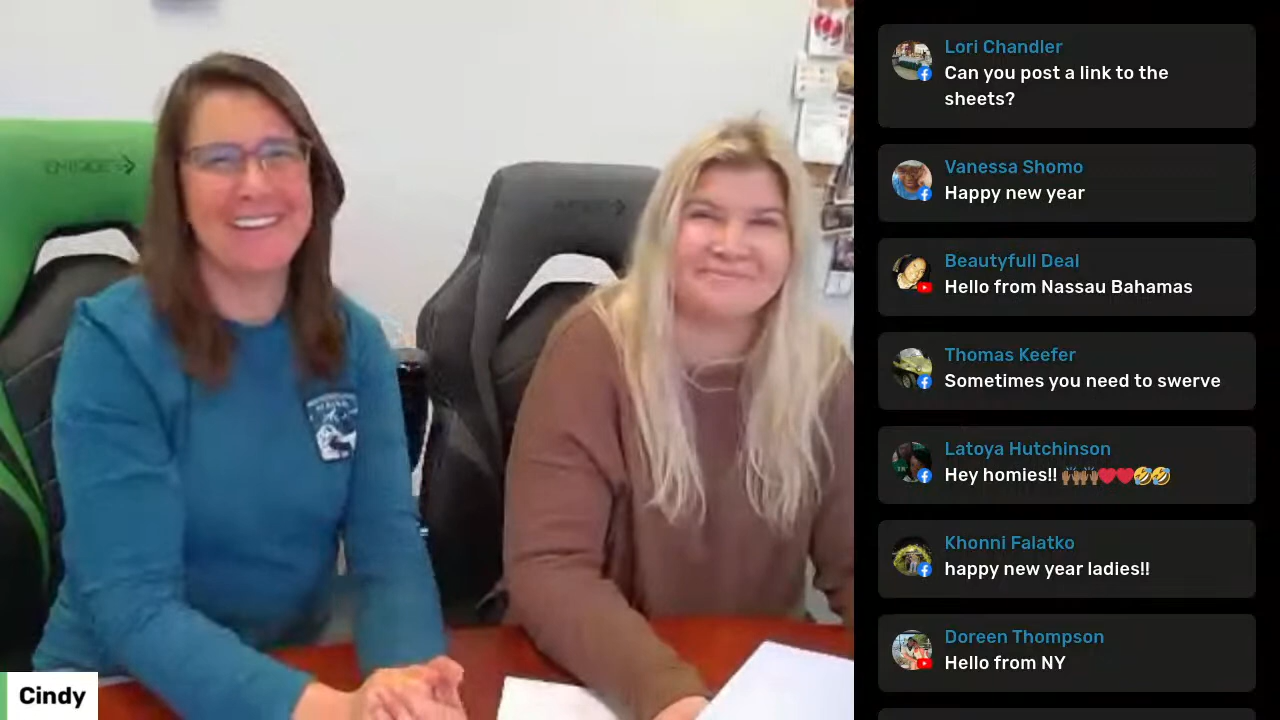 Lori Chandler
Can you post a link to the
sheets?
Vanessa Shomo
Happy new year
Beautyfull Deal
Hello from Nassau Bahamas
Thomas Keefer
Sometimes you need to swerve
Latoya Hutchinson
Hey homies!! 🙌🏾🙌🏾❤️❤️🤣🤣
Khonni Falatko
happy new year ladies!!
Doreen Thompson
Hello from NY
Cindy